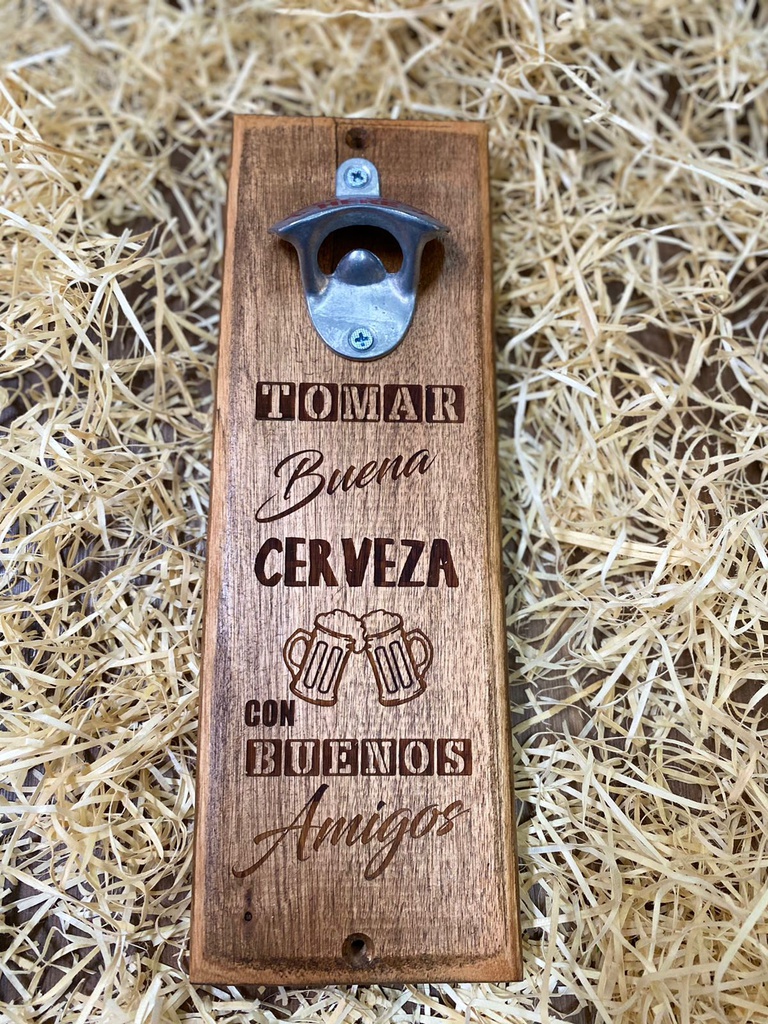 TOMAR
Buena
CERVEZA
CON
BUENOS
Amigos